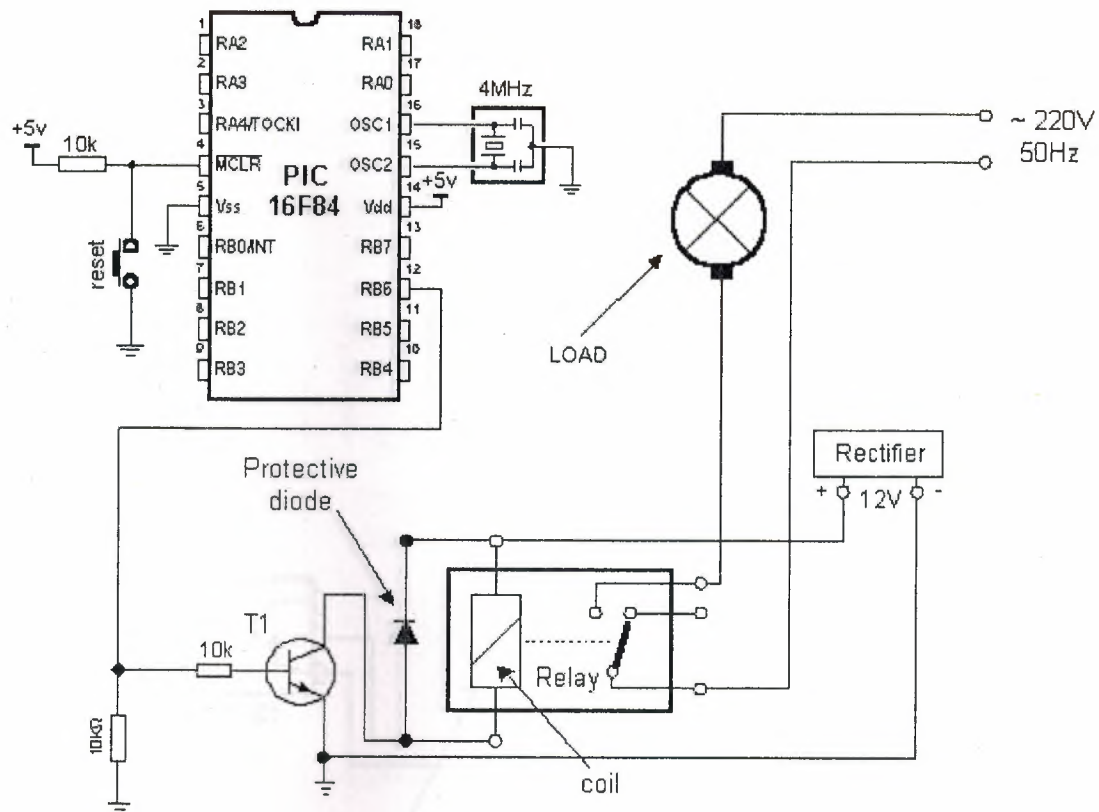 1
RA2
2
RA3
3
RA4/TOCKI
4
MCLR
5
Vss
6
RB0/INT
7
RB1
8
RB2
9
RB3
PIC
16F84
18
RA1
17
RA0
16
OSC1
15
OSC2
14
Vdd
13
RB7
12
RB6
11
RB5
10
RB4
+5v
10k
reset
4MHz
+5v
~ 220V
50Hz
LOAD
Rectifier
+ 12V -
Protective
diode
T1
10k
10kΩ
Relay
coil